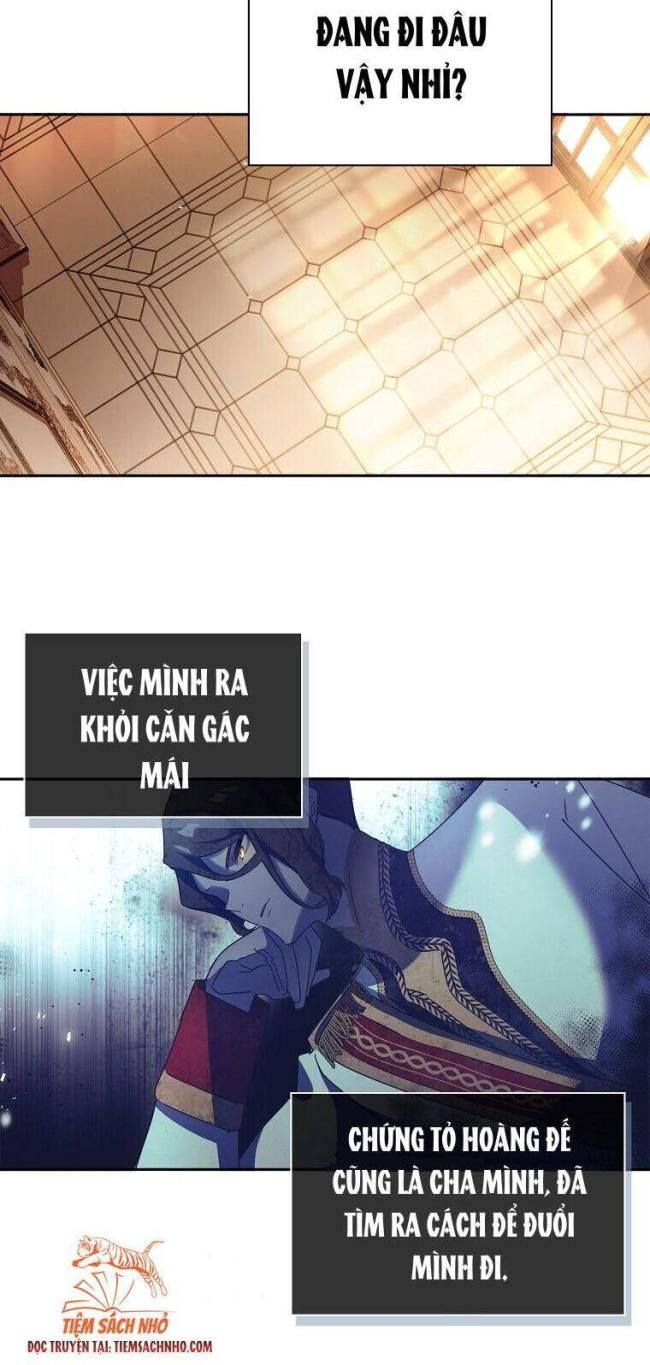 ĐANG ĐI ĐÂU
VẬY NHỈ?
VIỆC MÌNH RA
KHỎI CĂN GÁC
MÁI
CHỨNG TỎ HOÀNG ĐẾ
CŨNG LÀ CHA MÌNH, ĐÃ
TÌM RA CÁCH ĐỂ ĐUỔI
MÌNH ĐI.
TIỆM SÁCH NHỎ
ĐỌC TRUYỆN TẠI: TIEMSACHNHO.COM